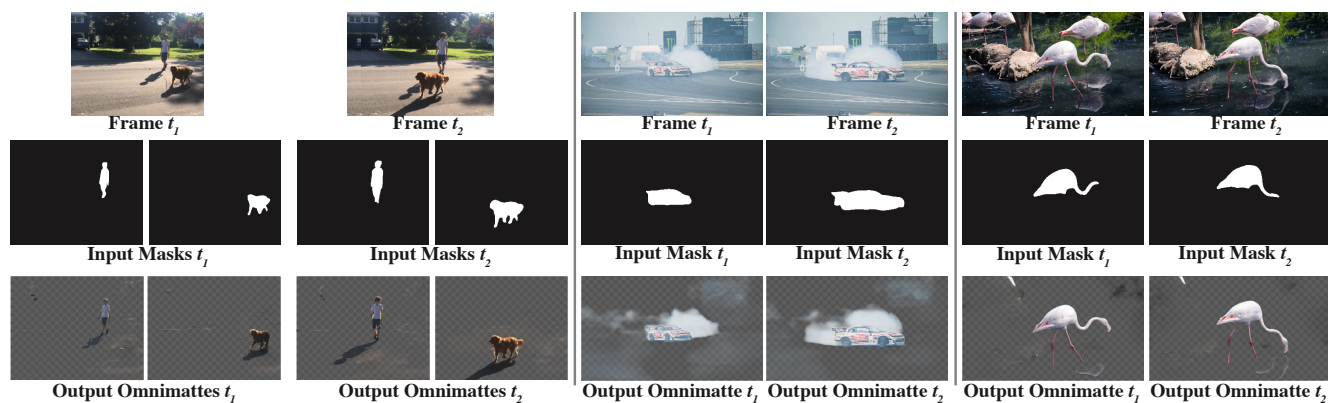 Frame t1
Frame t2
Frame t1
Frame t2
Frame t1
Frame t2
Input Masks t1
Input Masks t2
Input Mask t1
Input Mask t2
Input Mask t1
Input Mask t2
Output Omnimattes t1
Output Omnimattes t2
Output Omnimatte t1
Output Omnimatte t2
Output Omnimatte t1
Output Omnimatte t2